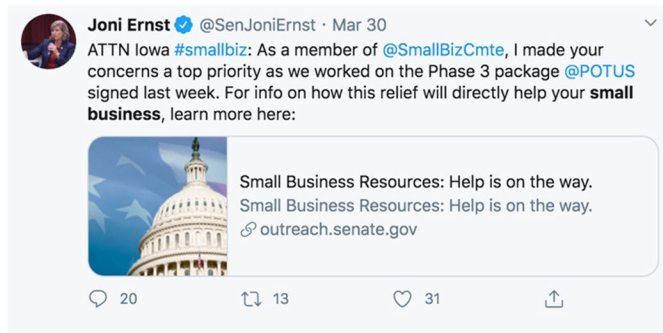 Joni Ernst @SenJoniErnst · Mar 30
ATTN Iowa #smallbiz: As a member of @SmallBizCmte, I made your
concerns a top priority as we worked on the Phase 3 package @POTUS
signed last week. For info on how this relief will directly help your small
business, learn more here:
Small Business Resources: Help is on the way.
Small Business Resources: Help is on the way.
outreach.senate.gov
20 13 31